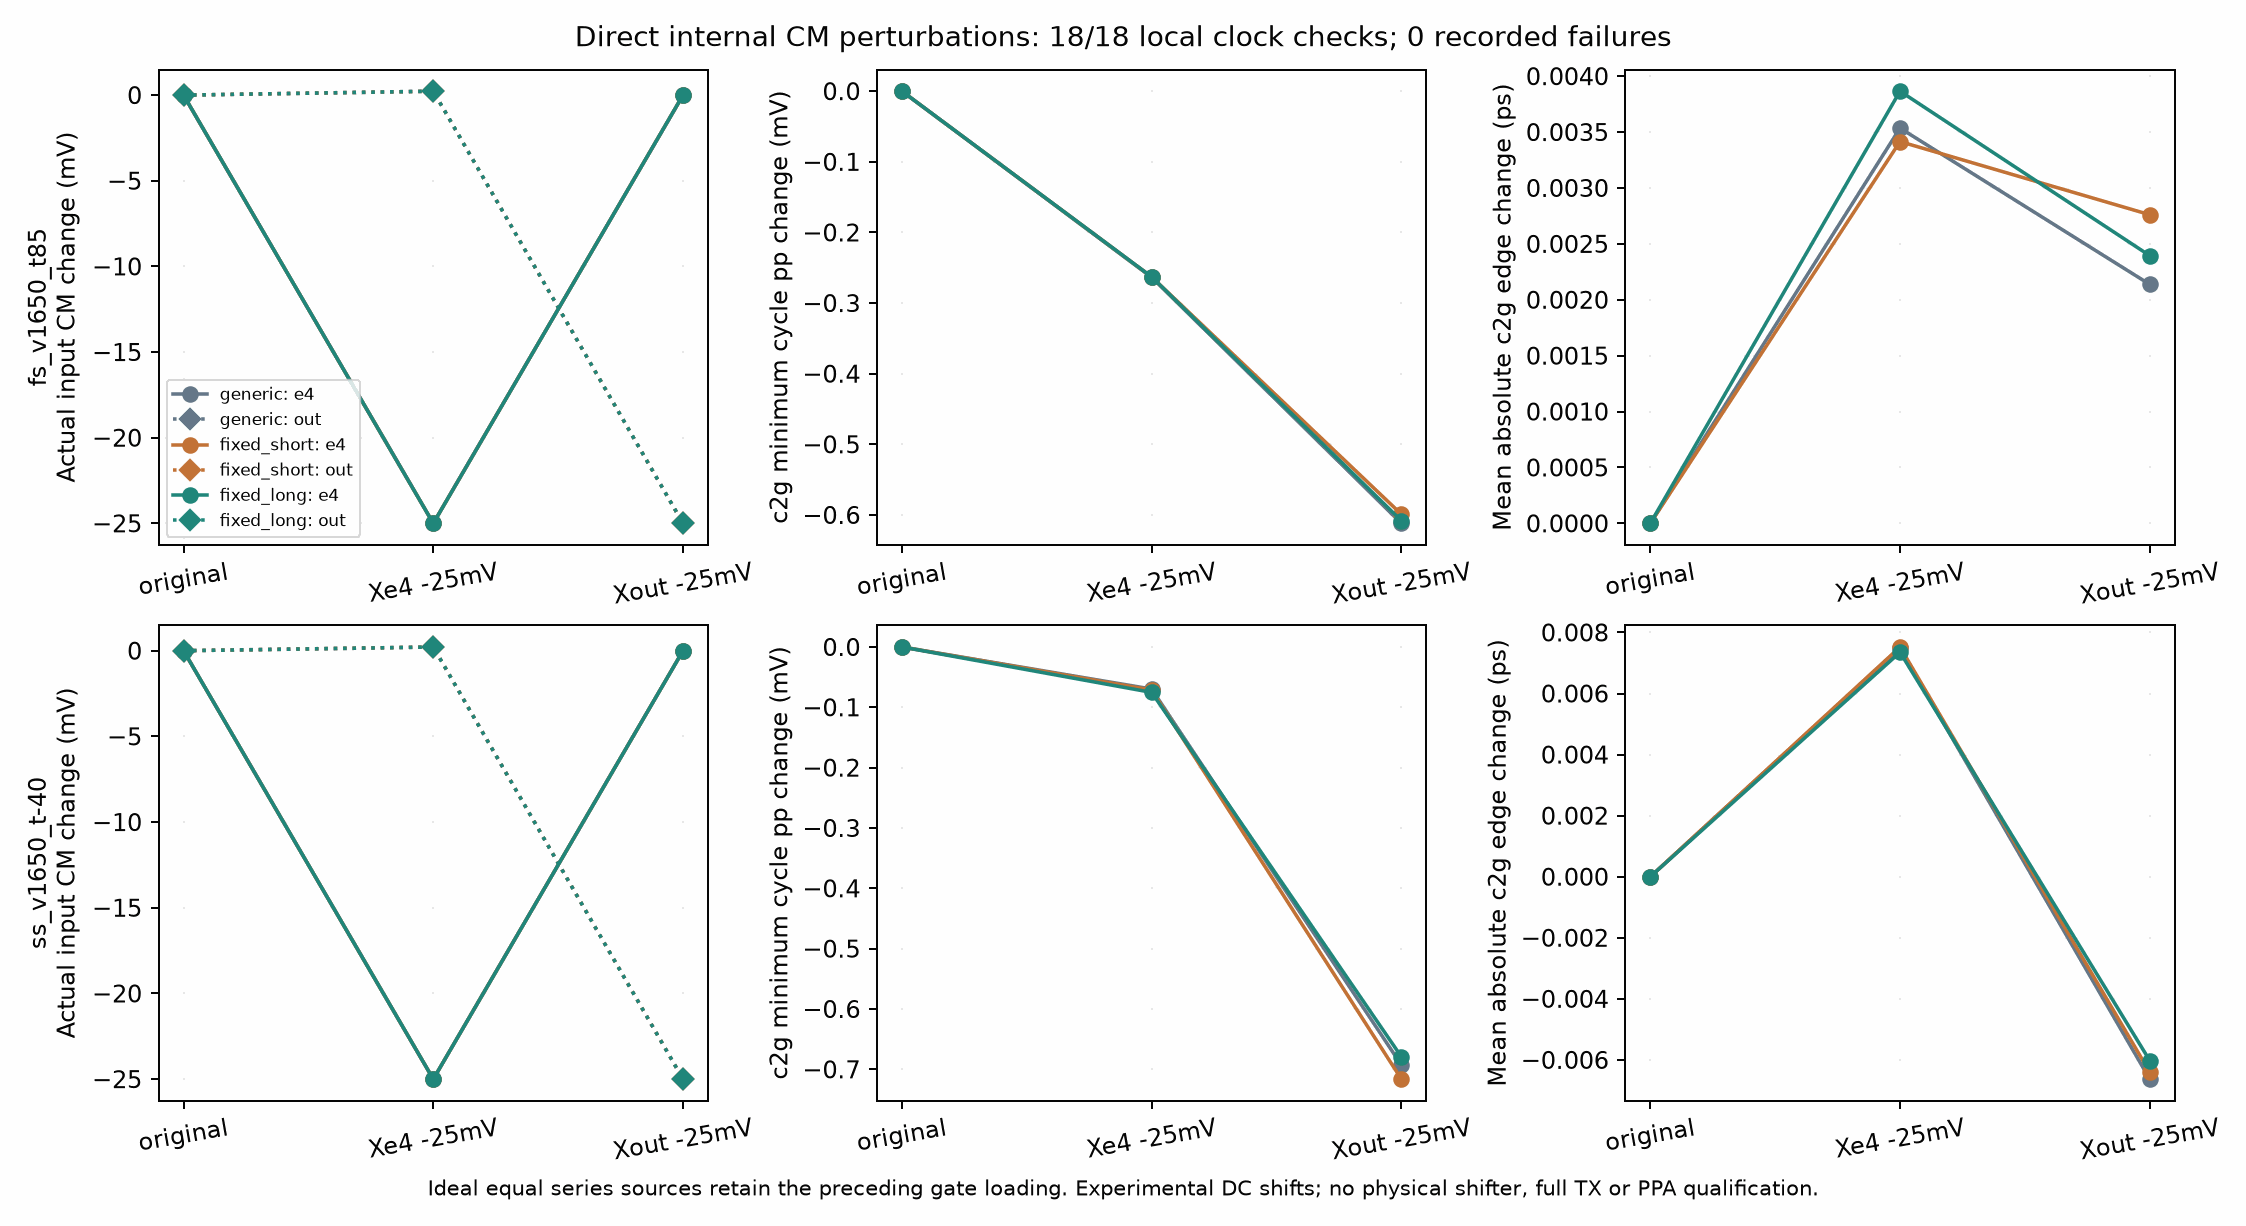 Direct internal CM perturbations: 18/18 local clock checks; 0 recorded failures
fs_v1650_t85
Actual input CM change (mV)
0
−5
−10
−15
−20
−25
generic: e4
generic: out
fixed_short: e4
fixed_short: out
fixed_long: e4
fixed_long: out
original
Xe4 -25mV
Xout -25mV
c2g minimum cycle pp change (mV)
0.0
−0.1
−0.2
−0.3
−0.4
−0.5
−0.6
original
Xe4 -25mV
Xout -25mV
Mean absolute c2g edge change (ps)
0.0040
0.0035
0.0030
0.0025
0.0020
0.0015
0.0010
0.0005
0.0000
original
Xe4 -25mV
Xout -25mV
ss_v1650_t-40
Actual input CM change (mV)
0
−5
−10
−15
−20
−25
original
Xe4 -25mV
Xout -25mV
c2g minimum cycle pp change (mV)
0.0
−0.1
−0.2
−0.3
−0.4
−0.5
−0.6
−0.7
original
Xe4 -25mV
Xout -25mV
Mean absolute c2g edge change (ps)
0.008
0.006
0.004
0.002
0.000
−0.002
−0.004
−0.006
original
Xe4 -25mV
Xout -25mV
Ideal equal series sources retain the preceding gate loading. Experimental DC shifts; no physical shifter, full TX or PPA qualification.